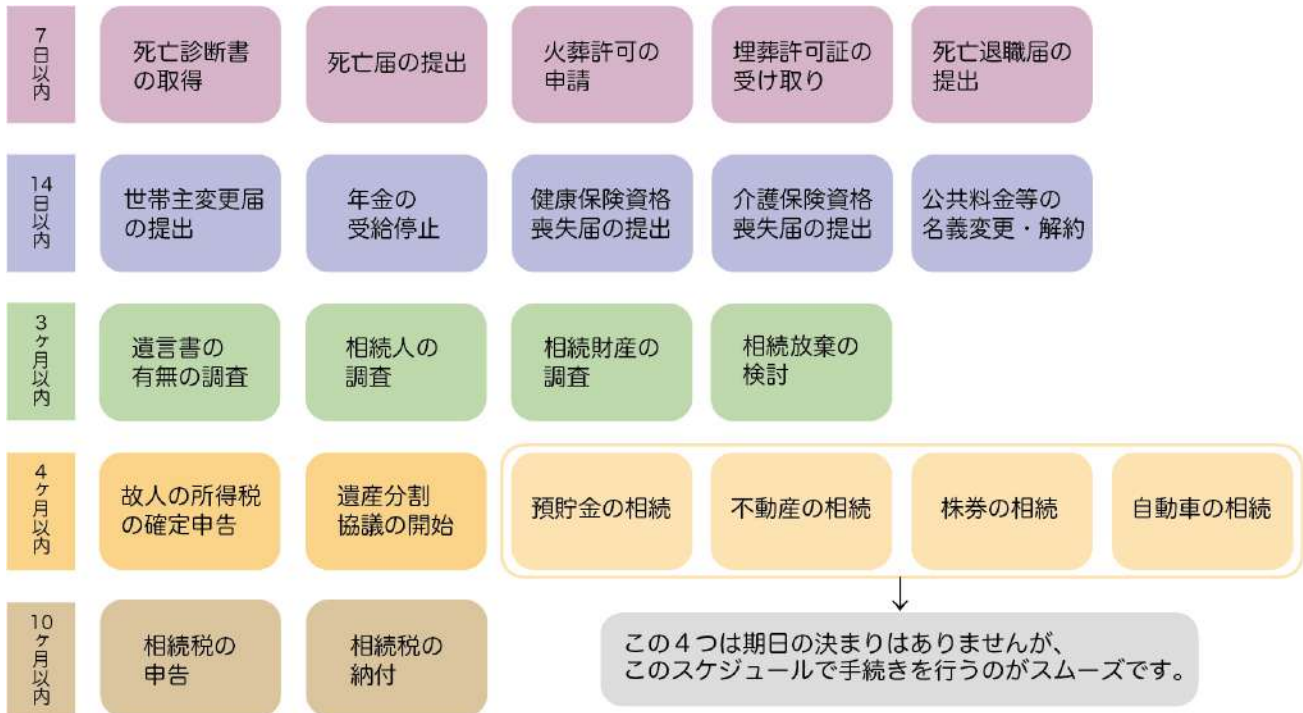 7日以内
死亡診断書
の取得
死亡届の提出
火葬許可の
申請
埋葬許可証の
受け取り
死亡退職届の
提出
14日以内
世帯主変更届
の提出
年金の
受給停止
健康保険資格
喪失届の提出
介護保険資格
喪失届の提出
公共料金等の
名義変更・解約
3ヶ月以内
遺言書の
有無の調査
相続人の
調査
相続財産の
調査
相続放棄の
検討
4ヶ月以内
故人の所得税
の確定申告
遺産分割
協議の開始
預貯金の相続
不動産の相続
株券の相続
自動車の相続
10ヶ月以内
相続税の
申告
相続税の
納付
この4つは期日の決まりはありませんが、
このスケジュールで手続きを行うのがスムーズです。